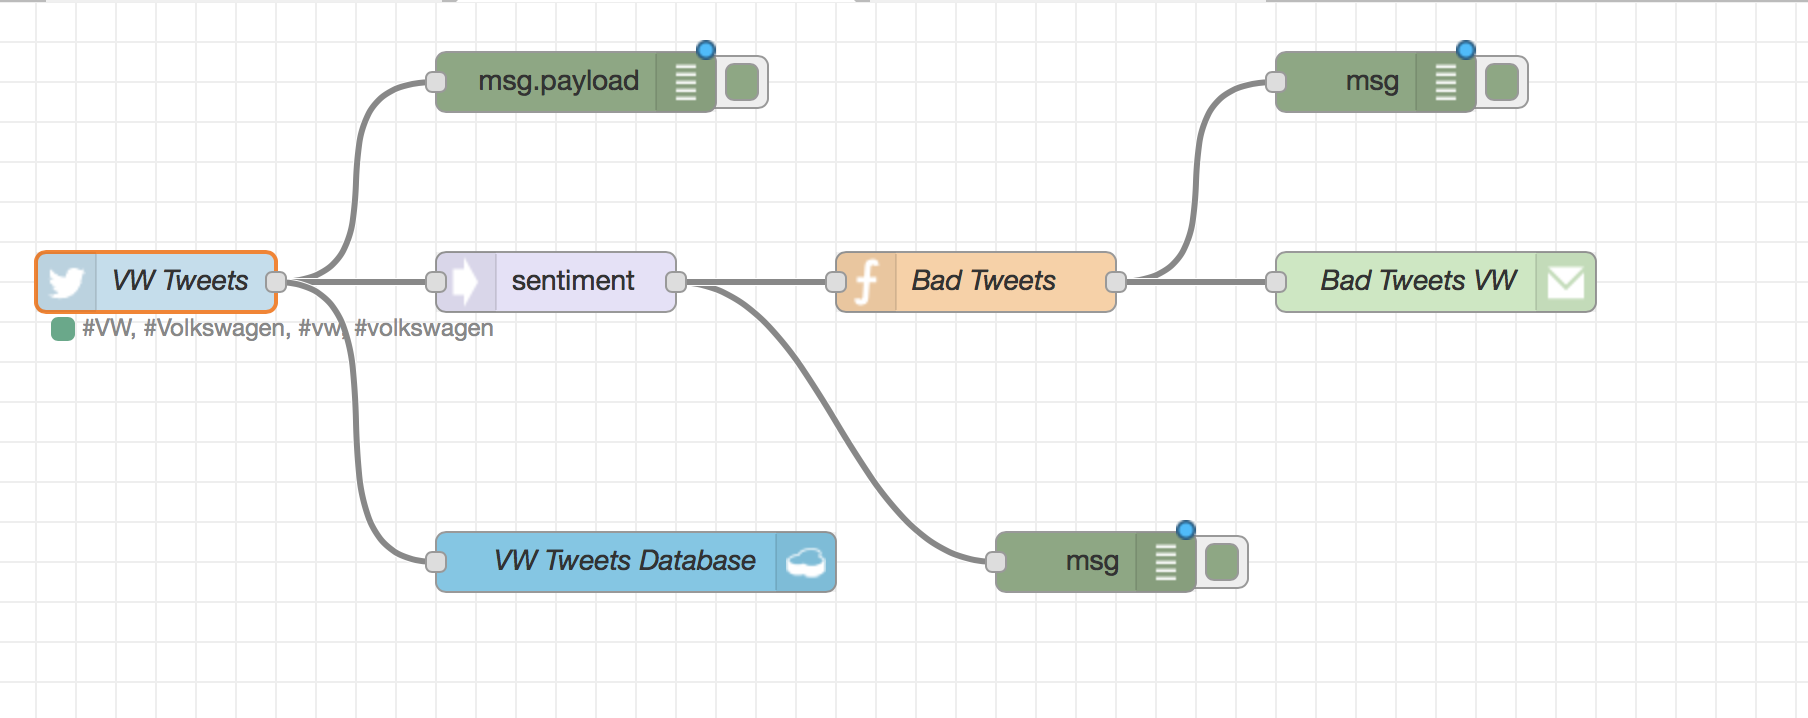 msg.payload
msg
VW Tweets
sentiment
Bad Tweets
Bad Tweets VW
#VW, #Volkswagen, #vw, #volkswagen
VW Tweets Database
msg